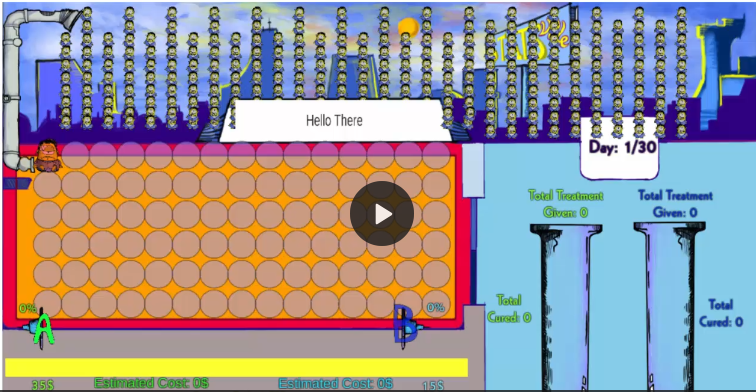 Hello There
Day: 1/30
Total Treatment
Given: 0
Total Treatment
Given: 0
Total
Cured: 0
Total
Cured: 0
0%
0%
A
B
35$
Estimated Cost: 0$
Estimated Cost: 0$
15$